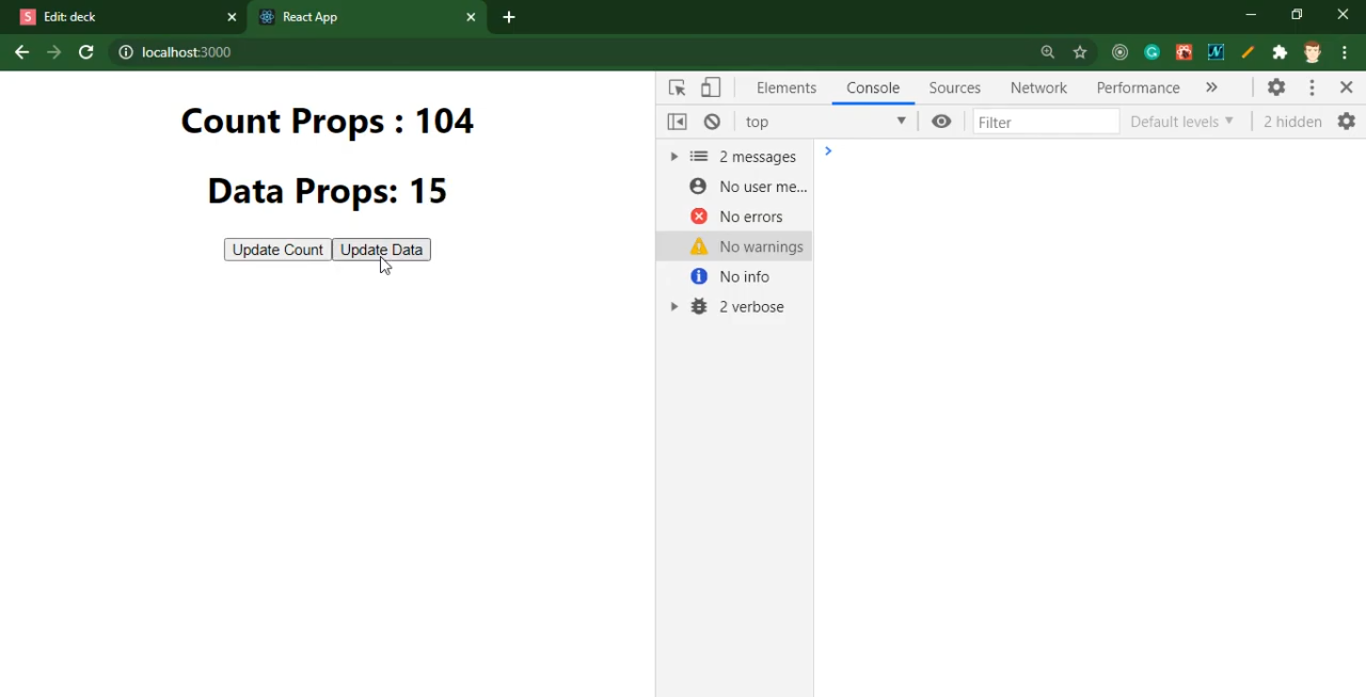 Edit: deck
React App
localhost:3000
Count Props : 104
Data Props: 15
Update Count
Update Data
Elements Console Sources Network Performance »
top
Filter
Default levels
2 hidden
2 messages
No user me...
No errors
No warnings
No info
2 verbose